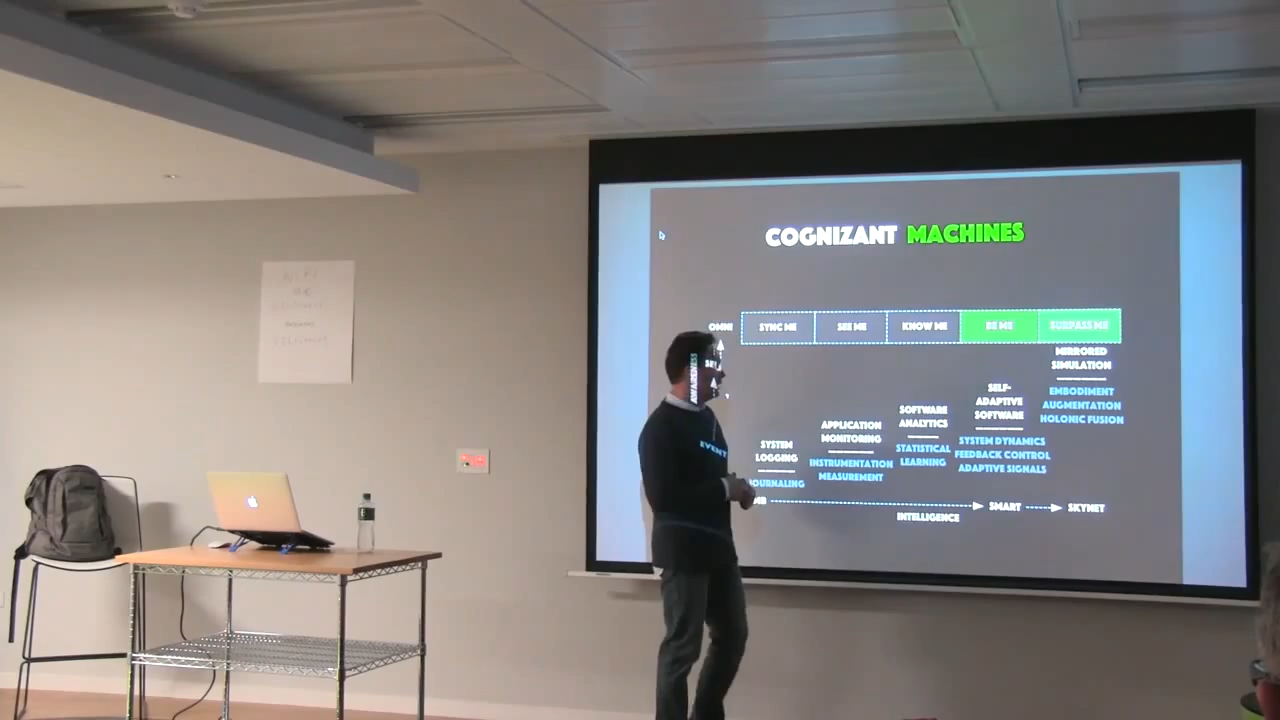 COGNIZANT MACHINES
OMNI
SYNC ME
SEE ME
KNOW ME
BE ME
SURPASS ME
AWARENESS
SYSTEM
LOGGING
JOURNALING
APPLICATION
MONITORING
INSTRUMENTATION
MEASUREMENT
SOFTWARE
ANALYTICS
STATISTICAL
LEARNING
SELF-
ADAPTIVE
SOFTWARE
SYSTEM DYNAMICS
FEEDBACK CONTROL
ADAPTIVE SIGNALS
MIRRORED
SIMULATION
EMBODIMENT
AUGMENTATION
HOLONIC FUSION
EVENT
SMART
SKYNET
INTELLIGENCE